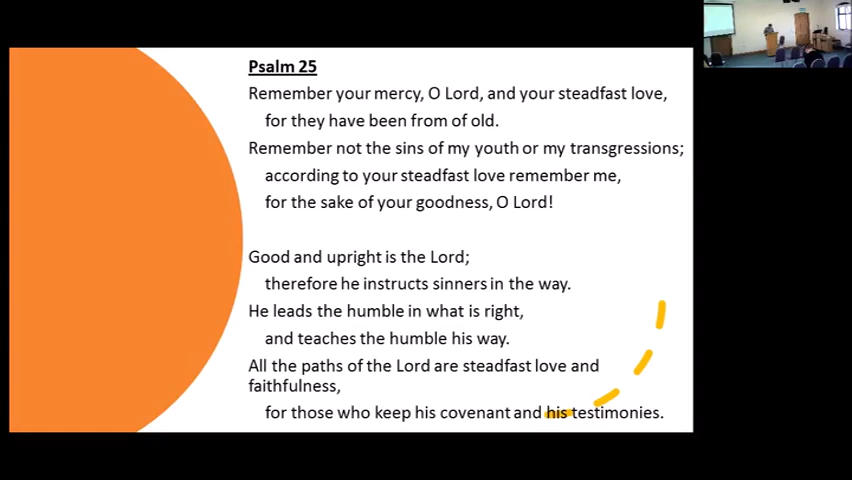 Psalm 25
Remember your mercy, O Lord, and your steadfast love,
for they have been from of old.
Remember not the sins of my youth or my transgressions;
according to your steadfast love remember me,
for the sake of your goodness, O Lord!
Good and upright is the Lord;
therefore he instructs sinners in the way.
He leads the humble in what is right,
and teaches the humble his way.
All the paths of the Lord are steadfast love and
faithfulness,
for those who keep his covenant and his testimonies.